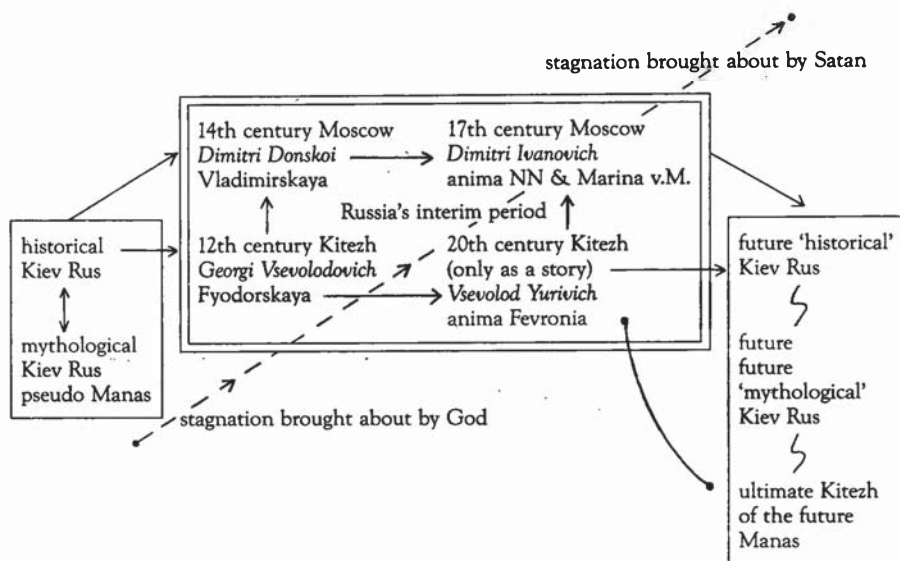 stagnation brought about by Satan
14th century Moscow
Dimitri Donskoi
Vladimirskaya
17th century Moscow
Dimitri Ivanovich
anima NN & Marina v.M.
Russia's interim period
historical
Kiev Rus
mythological
Kiev Rus
pseudo Manas
12th century Kitezh
Georgi Vsevolodovich
Fyodorskaya
20th century Kitezh
(only as a story)
Vsevolod Yurivich
anima Fevronia
future 'historical'
Kiev Rus
future
future
'mythological'
Kiev Rus
ultimate Kitezh
of the future
Manas
stagnation brought about by God